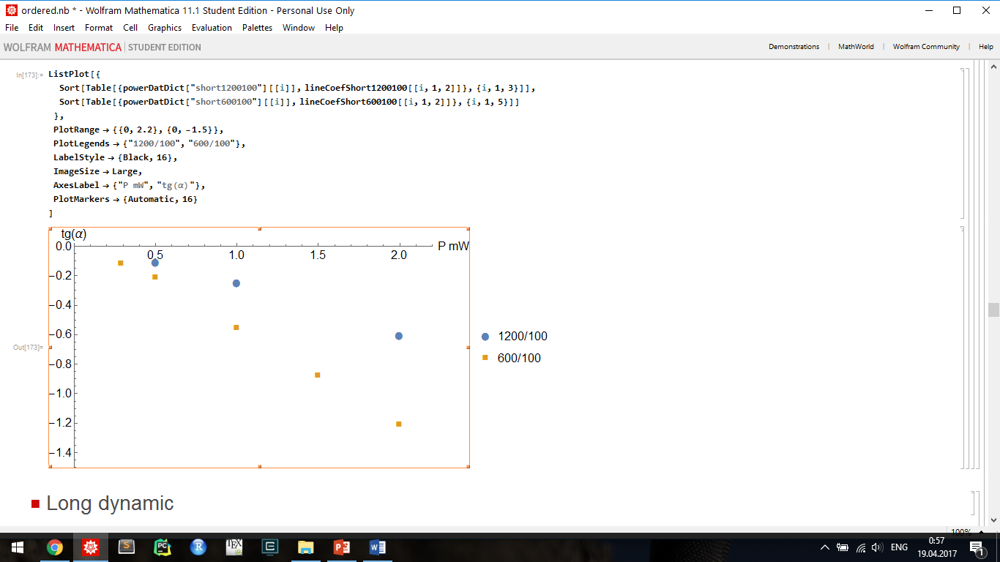 ordered.nb * - Wolfram Mathematica 11.1 Student Edition - Personal Use Only
File Edit Insert Format Cell Graphics Evaluation Palettes Window Help
WOLFRAM MATHEMATICA | STUDENT EDITION Demonstrations | MathWorld | Wolfram Community | Help
In[173]:= ListPlot[{
Sort[Table[{powerDatDict["short1200100"][[i]], lineCoefShort1200100[[i, 1, 2]]}, {i, 1, 3}]],
Sort[Table[{powerDatDict["short600100"][[i]], lineCoefShort600100[[i, 1, 2]]}, {i, 1, 5}]]
},
PlotRange → {{0, 2.2}, {0, -1.5}},
PlotLegends → {"1200/100", "600/100"},
LabelStyle → {Black, 16},
ImageSize → Large,
AxesLabel → {"P mW", "tg(α)"},
PlotMarkers → {Automatic, 16}
]
tg(α)
0.0 P mW
0.5 1.0 1.5 2.0
-0.2
-0.4
-0.6
1200/100
Out[173]=
600/100
-0.8
-1.0
-1.2
-1.4
Long dynamic
100%
S PC R TEX E P W ENG 0:57
19.04.2017 1